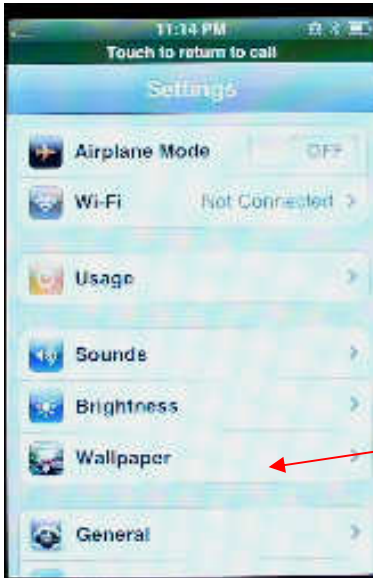 11:14 PM
Touch to return to call
Settings
Airplane Mode OFF
Wi-Fi Not Connected
Usage
Sounds
Brightness
Wallpaper
General